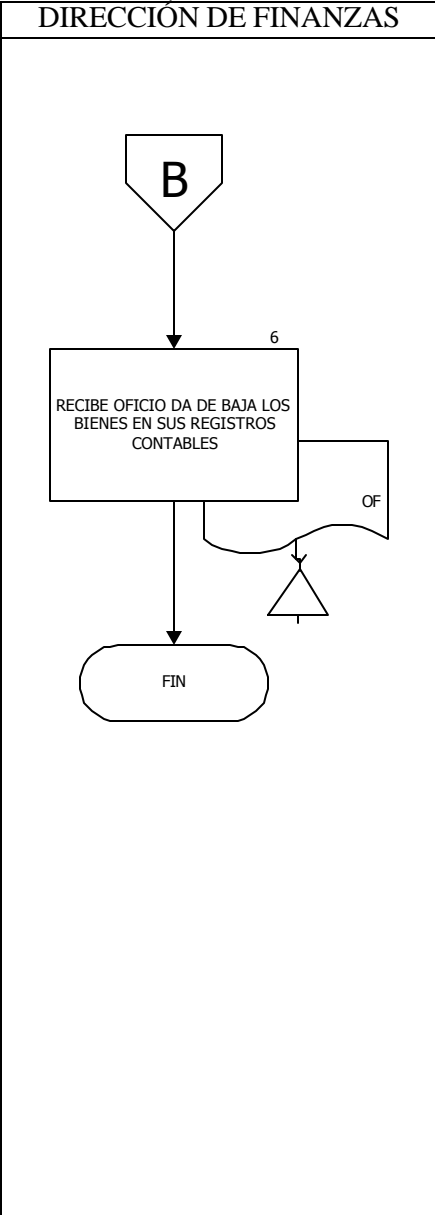 DIRECCIÓN DE FINANZAS
B
6
RECIBE OFICIO DA DE BAJA LOS
BIENES EN SUS REGISTROS
CONTABLES
OF
FIN